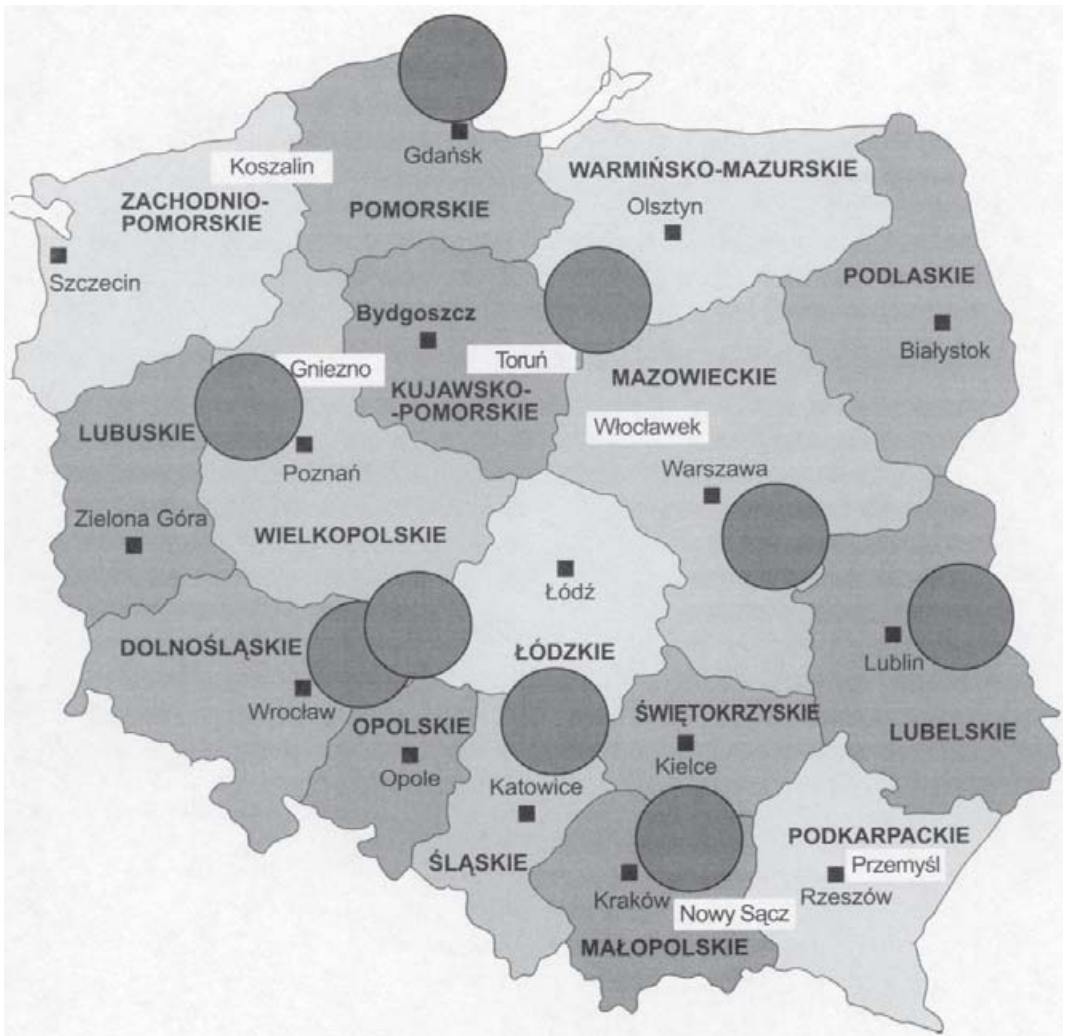 Gdańsk
Koszalin
WARMIŃSKO-MAZURSKIE
ZACHODNIO-
POMORSKIE
POMORSKIE
Olsztyn
Szczecin
PODLASKIE
Bydgoszcz
Białystok
Gniezno
Toruń
MAZOWIECKIE
KUJAWSKO-
-POMORSKIE
LUBUSKIE
Włocławek
Poznań
Warszawa
Zielona Góra
WIELKOPOLSKIE
Łódź
DOLNOŚLĄSKIE
ŁÓDZKIE
Lublin
Wrocław
OPOLSKIE
ŚWIĘTOKRZYSKIE
LUBELSKIE
Opole
Kielce
Katowice
PODKARPACKIE
ŚLĄSKIE
Przemyśl
Kraków
Rzeszów
Nowy Sącz
MAŁOPOLSKIE